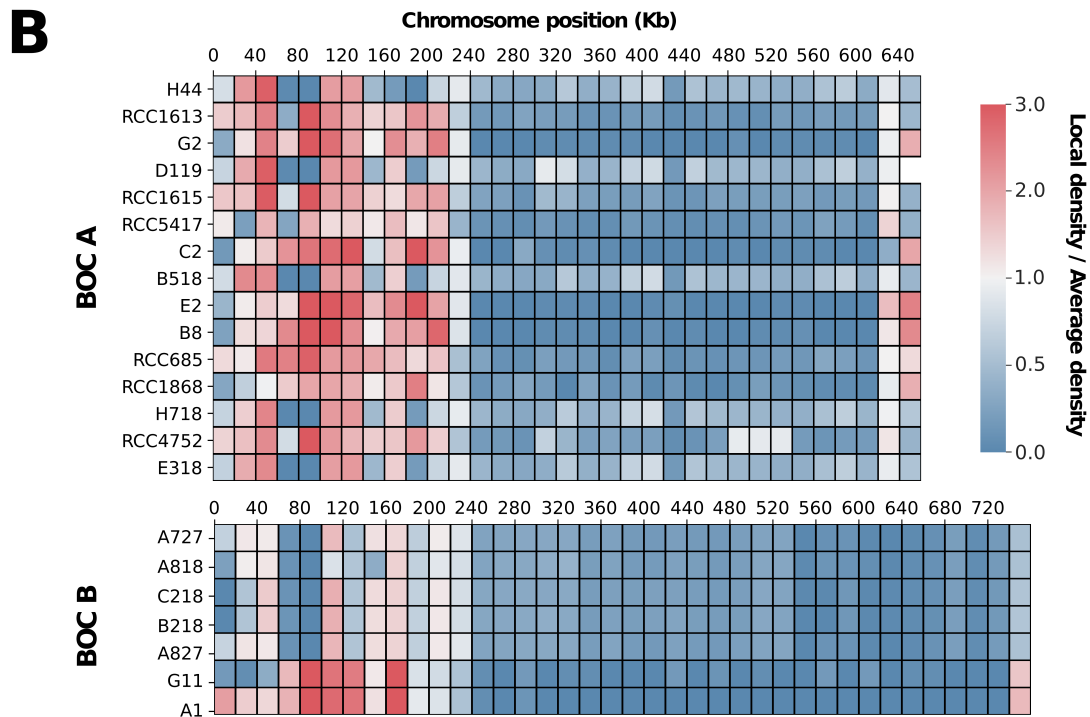 B
Chromosome position (Kb)
0 40 80 120 160 200 240 280 320 360 400 440 480 520 560 600 640
BOC A
H44
RCC1613
G2
D119
RCC1615
RCC5417
C2
B518
E2
B8
RCC685
RCC1868
H718
RCC4752
E318
3.0
2.0
1.0
0.5
0.0
Local density / Average density
0 40 80 120 160 200 240 280 320 360 400 440 480 520 560 600 640 680 720
BOC B
A727
A818
C218
B218
A827
G11
A1